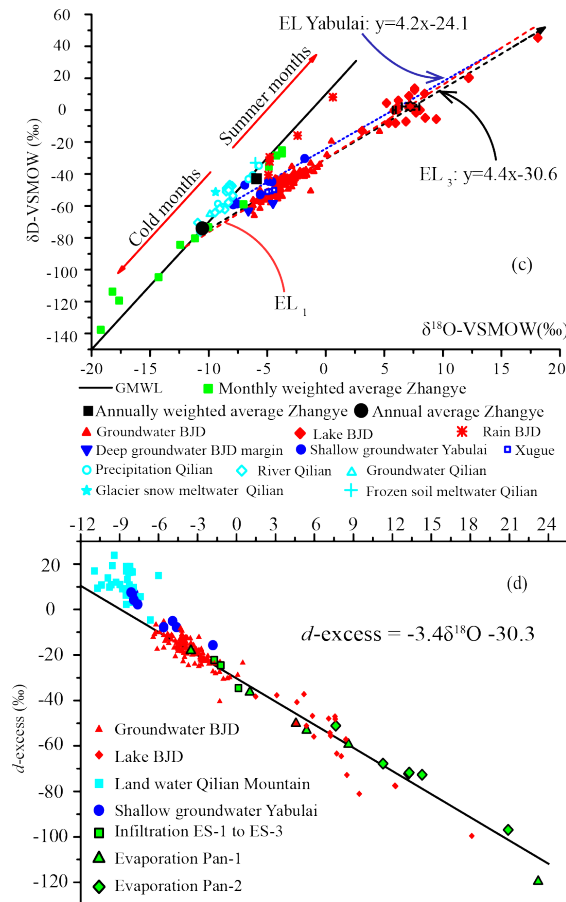 60
40
20
0
-20
-40
-60
-80
-100
-120
-140
δD-VSMOW (‰)
EL Yabulai: y=4.2x-24.1
Summer months
Cold months
EL 3: y=4.4x-30.6
EL 1
(c)
δ18O-VSMOW(‰)
-20 -15 -10 -5 0 5 10 15 20
GMWL Monthly weighted average Zhangye
Annually weighted average Zhangye Annual average Zhangye
Groundwater BJD Lake BJD Rain BJD
Deep groundwater BJD margin Shallow groundwater Yabulai Xugue
Precipitation Qilian River Qilian Groundwater Qilian
Glacier snow meltwater Qilian Frozen soil meltwater Qilian
-12 -9 -6 -3 0 3 6 9 12 15 18 21 24
20
0
-20
-40
-60
-80
-100
-120
d-excess (‰)
(d)
d-excess = -3.4δ18O -30.3
Groundwater BJD
Lake BJD
Land water Qilian Mountain
Shallow groundwater Yabulai
Infiltration ES-1 to ES-3
Evaporation Pan-1
Evaporation Pan-2